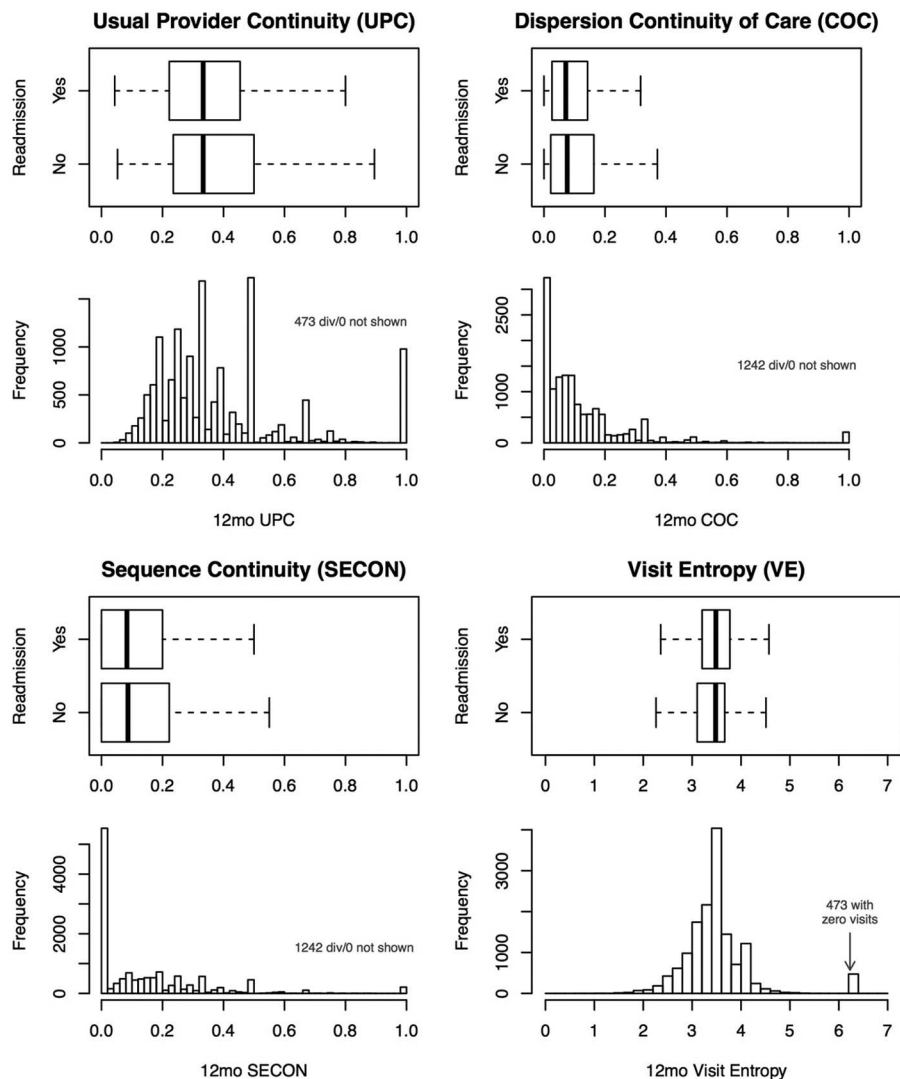 Usual Provider Continuity (UPC)
Readmission
Yes
No
0.0 0.2 0.4 0.6 0.8 1.0
Frequency
1000
500
0
473 div/0 not shown
0.0 0.2 0.4 0.6 0.8 1.0
12mo UPC
Dispersion Continuity of Care (COC)
Readmission
Yes
No
0.0 0.2 0.4 0.6 0.8 1.0
Frequency
2500
1000
0
1242 div/0 not shown
0.0 0.2 0.4 0.6 0.8 1.0
12mo COC
Sequence Continuity (SECON)
Readmission
Yes
No
0.0 0.2 0.4 0.6 0.8 1.0
Frequency
4000
2000
0
1242 div/0 not shown
0.0 0.2 0.4 0.6 0.8 1.0
12mo SECON
Visit Entropy (VE)
Readmission
Yes
No
0 1 2 3 4 5 6 7
Frequency
3000
1000
0
473 with
zero visits
0 1 2 3 4 5 6 7
12mo Visit Entropy